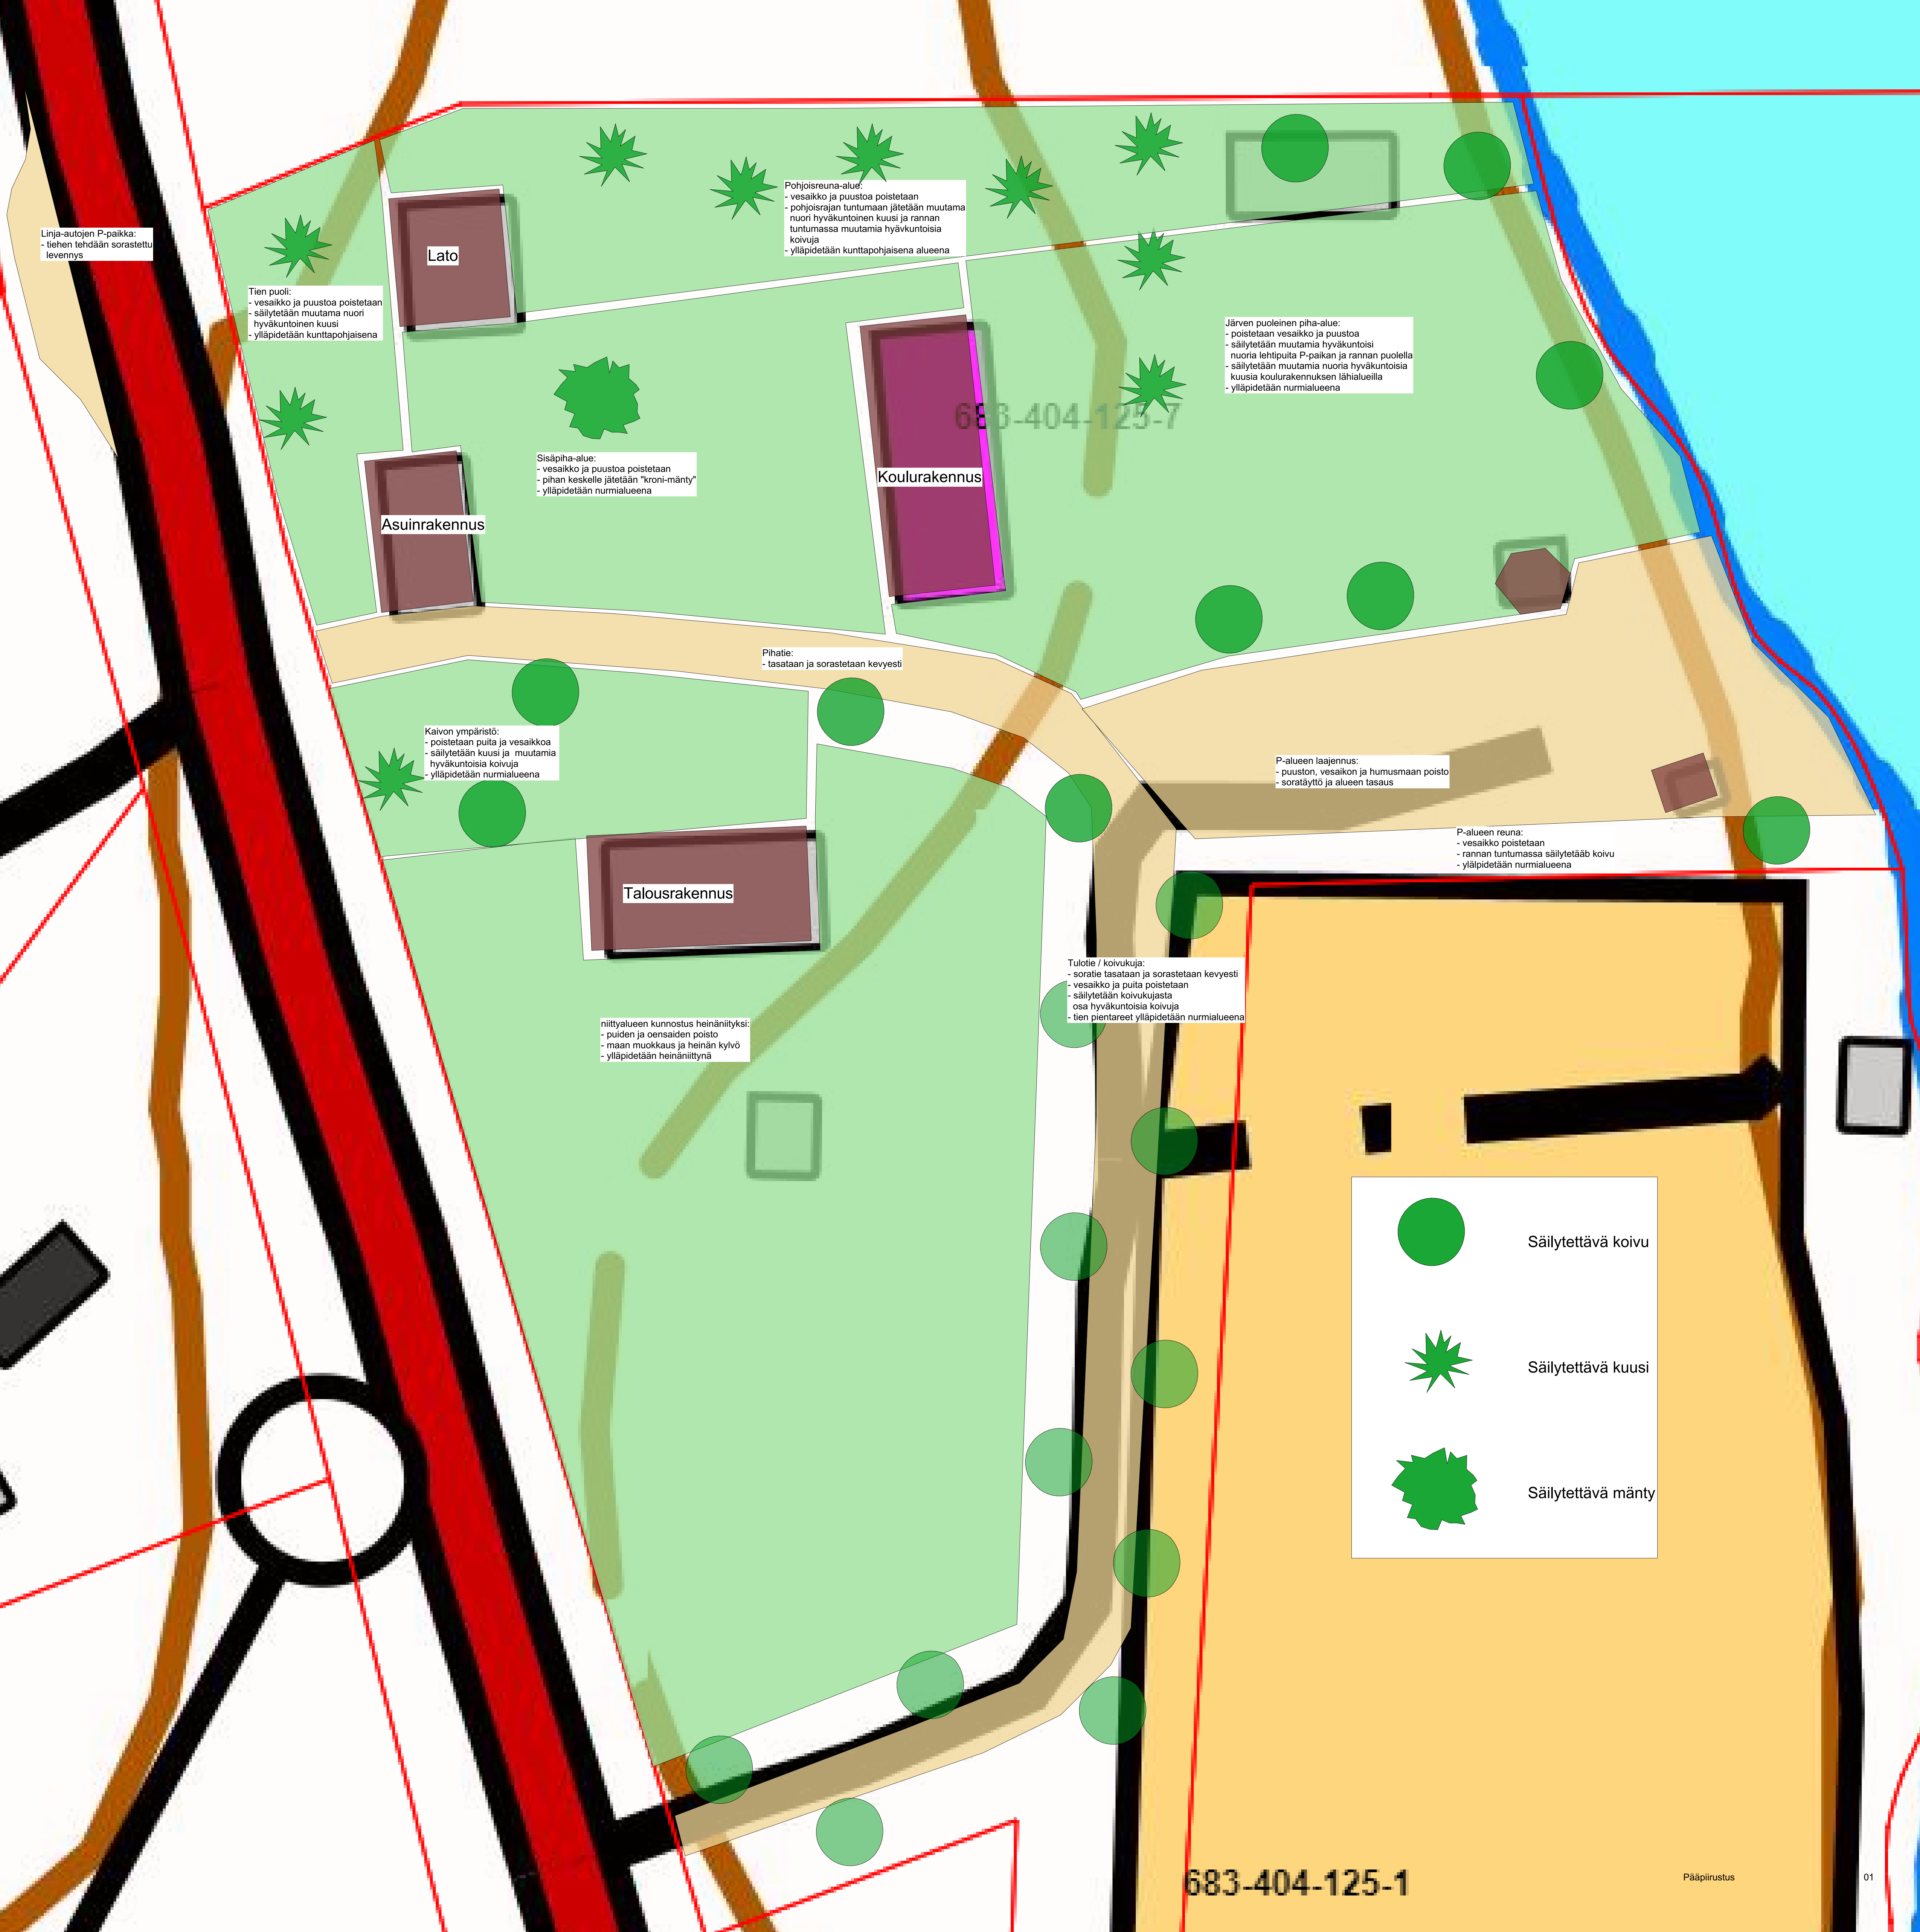 Linja-autojen P-paikka:
- tiehen tehdään sorastettu
levennys
Tien puoli:
- vesaikko ja puustoa poistetaan
- säilytetään muutama nuori
hyväkuntoinen kuusi
- ylläpidetään kunttapohjaisena
Lato
Pohjoisreuna-alue:
- vesaikko ja puustoa poistetaan
- pohjoisrajan tuntumaan jätetään muutama
nuori hyväkuntoinen kuusi ja rannan
tuntumassa muutamia hyävkuntoisia
koivuja
- ylläpidetään kunttapohjaisena alueena
Järven puoleinen piha-alue:
- poistetaan vesaikko ja puustoa
- säilytetään muutamia hyväkuntoisi
nuoria lehtipuita P-paikan ja rannan puolella
- säilytetään muutamia nuoria hyväkuntoisia
kuusia koulurakennuksen lähialueilla
- ylläpidetään nurmialueena
683-404-125-7
Sisäpiha-alue:
- vesaikko ja puustoa poistetaan
- pihan keskelle jätetään "kroni-mänty"
- ylläpidetään nurmialueena
Koulurakennus
Asuinrakennus
Pihatie:
- tasataan ja sorastetaan kevyesti
Kaivon ympäristö:
- poistetaan puita ja vesaikkoa
- säilytetään kuusi ja muutamia
hyväkuntoisia koivuja
- ylläpidetään nurmialueena
P-alueen laajennus:
- puuston, vesaikon ja humusmaan poisto
- soratäyttö ja alueen tasaus
P-alueen reuna:
- vesaikko poistetaan
- rannan tuntumassa säilytetääb koivu
- ylälpidetään nurmialueena
Talousrakennus
Tulotie / koivukuja:
- soratie tasataan ja sorastetaan kevyesti
- vesaikko ja puita poistetaan
- säilytetään koivukujasta
osa hyväkuntoisia koivuja
- tien pientareet ylläpidetään nurmialueena
niittyalueen kunnostus heinäniityksi:
- puiden ja oensaiden poisto
- maan muokkaus ja heinän kylvö
- ylläpidetään heinäniittynä
Säilytettävä koivu
Säilytettävä kuusi
Säilytettävä mänty
683-404-125-1
Pääpiirustus
01